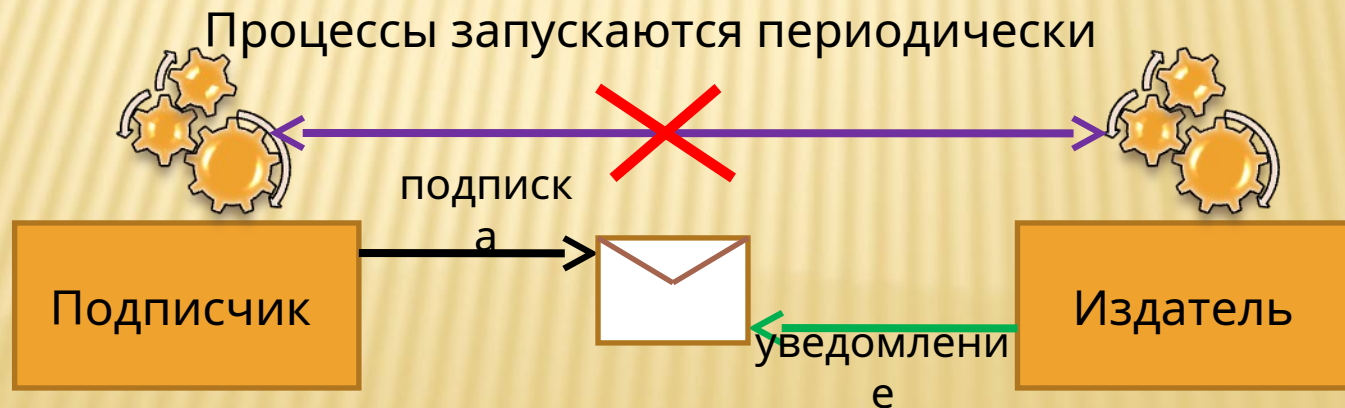 Процессы запускаются периодически
подписк
а
Подписчик
Издатель
уведомлени
е